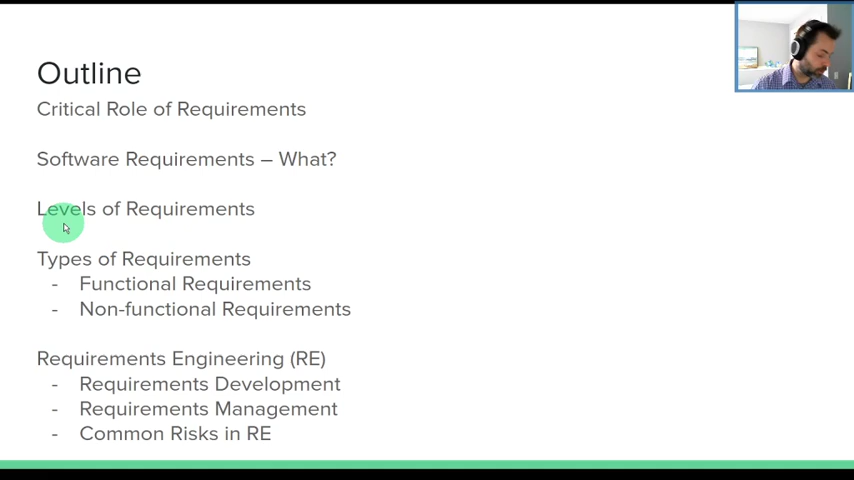 Outline
Critical Role of Requirements
Software Requirements – What?
Levels of Requirements
Types of Requirements
- Functional Requirements
- Non-functional Requirements
Requirements Engineering (RE)
- Requirements Development
- Requirements Management
- Common Risks in RE